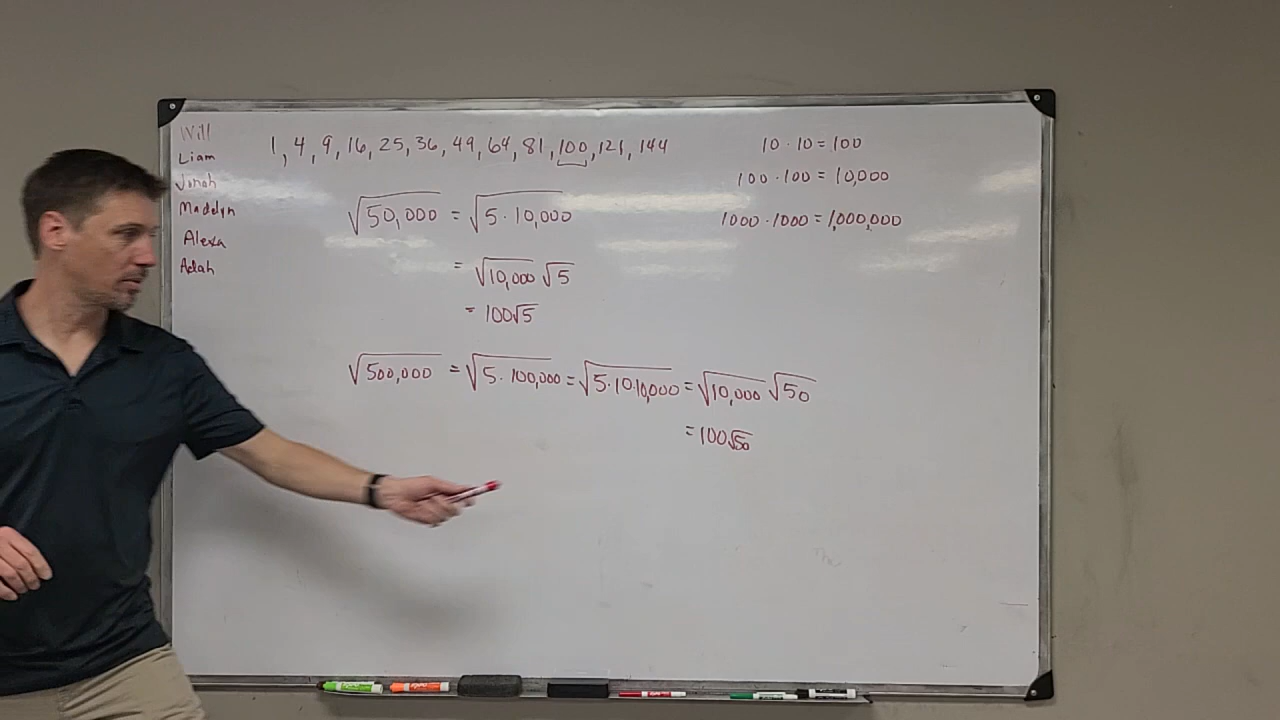 Will
Liam
Jonah
Madelyn
Alexa
Adah
1, 4, 9, 16, 25, 36, 49, 64, 81, 100, 121, 144
√50,000 = √5·10,000
= √10,000 √5
= 100√5
√500,000 = √5·100,000 = √5·10·10,000 = √10,000 √50
= 100√50
10·10 = 100
100·100 = 10,000
1000·1000 = 1,000,000